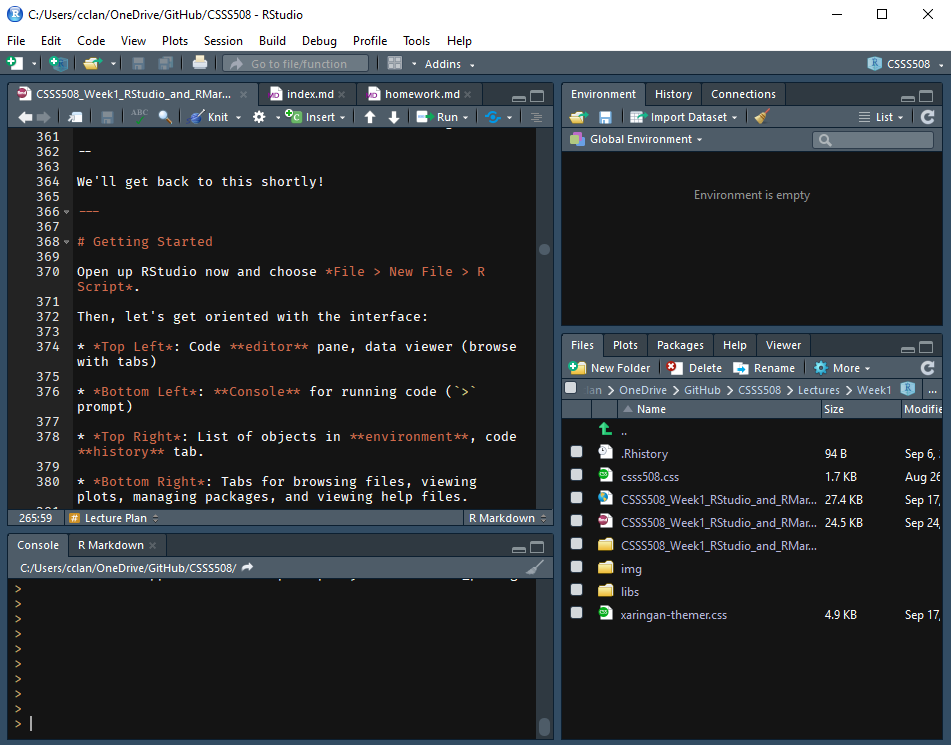 C:/Users/cclan/OneDrive/GitHub/CSSS508 - RStudio
File Edit Code View Plots Session Build Debug Profile Tools Help
Go to file/function Addins CSSS508
CSSS508_Week1_RStudio_and_RMar... index.md homework.md
ABC Knit Insert Run
361
362 --
363
364 We'll get back to this shortly!
365
366 ---
367
368 # Getting Started
369
370 Open up RStudio now and choose *File > New File > R
Script*.
371
372 Then, let's get oriented with the interface:
373
374 * *Top Left*: Code **editor** pane, data viewer (browse
with tabs)
375
376 * *Bottom Left*: **Console** for running code (`>`
prompt)
377
378 * *Top Right*: List of objects in **environment**, code
**history** tab.
379
380 * *Bottom Right*: Tabs for browsing files, viewing
plots, managing packages, and viewing help files.
265:59 # Lecture Plan R Markdown
Console R Markdown
C:/Users/cclan/OneDrive/GitHub/CSSS508/
>
>
>
>
>
>
>
>
>
>
Environment History Connections
Import Dataset List
Global Environment
Environment is empty
Files Plots Packages Help Viewer
New Folder Delete Rename More
OneDrive > GitHub > CSSS508 > Lectures > Week1 ...
Name Size Modifie
..
.Rhistory 94 B Sep 6,
csss508.css 1.7 KB Aug 26
CSSS508_Week1_RStudio_and_RMar... 27.4 KB Sep 17,
CSSS508_Week1_RStudio_and_RMar... 24.5 KB Sep 24,
CSSS508_Week1_RStudio_and_RMar...
img
libs
xaringan-themer.css 4.9 KB Sep 17,